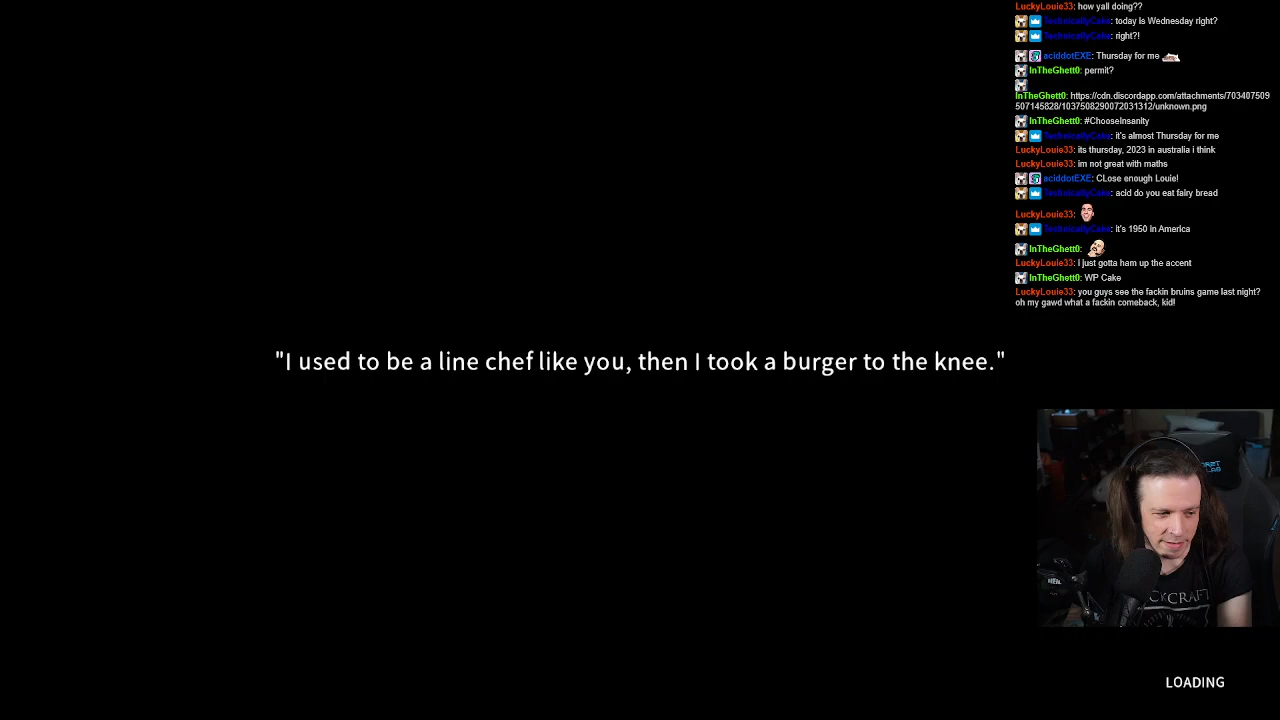 LuckyLouie33: how yall doing??
TechnicallyCake: today is Wednesday right?
TechnicallyCake: right?!
aciddotEXE: Thursday for me
InTheGhett0: permit?
InTheGhett0: https://cdn.discordapp.com/attachments/703407509
507145828/1037508290072031312/unknown.png
InTheGhett0: #ChooseInsanity
TechnicallyCake: it's almost Thursday for me
LuckyLouie33: its thursday, 2023 in australia i think
LuckyLouie33: im not great with maths
aciddotEXE: CLose enough Louie!
TechnicallyCake: acid do you eat fairy bread
LuckyLouie33:
TechnicallyCake: it's 1950 in America
InTheGhett0:
LuckyLouie33: I just gotta ham up the accent
InTheGhett0: WP Cake
LuckyLouie33: you guys see the fackin bruins game last night?
oh my gawd what a fackin comeback, kid!
"I used to be a line chef like you, then I took a burger to the knee."
LOADING